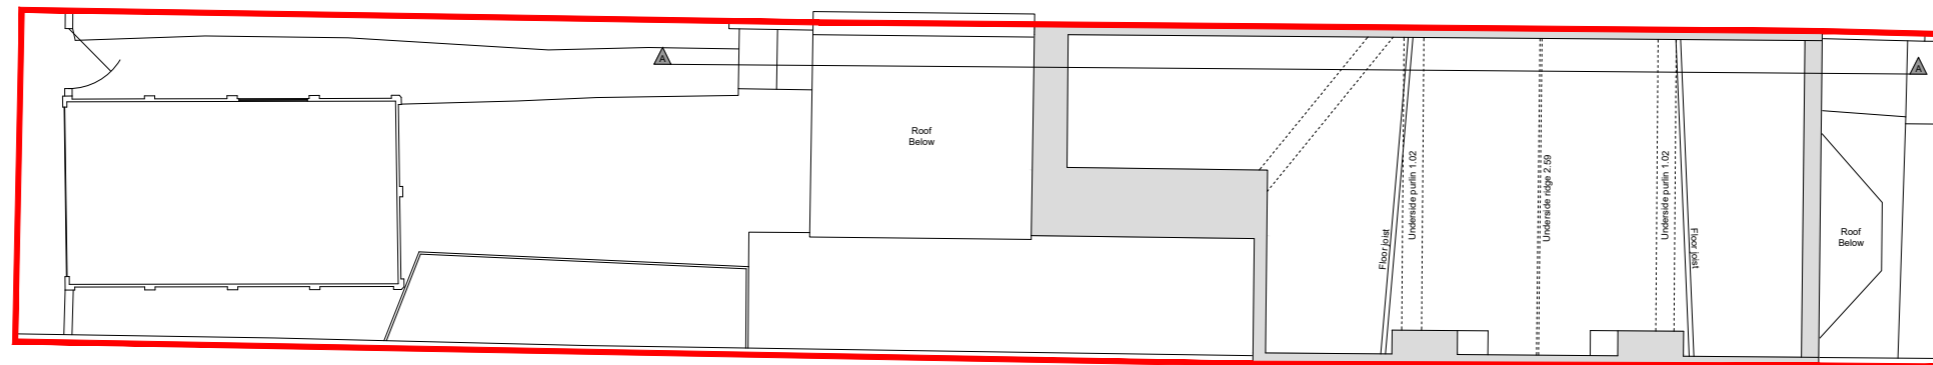 A
Roof
Below
Floor joist
Underside purlin 1.02
Underside ridge 2.59
Underside purlin 1.02
Floor joist
Roof
Below
A